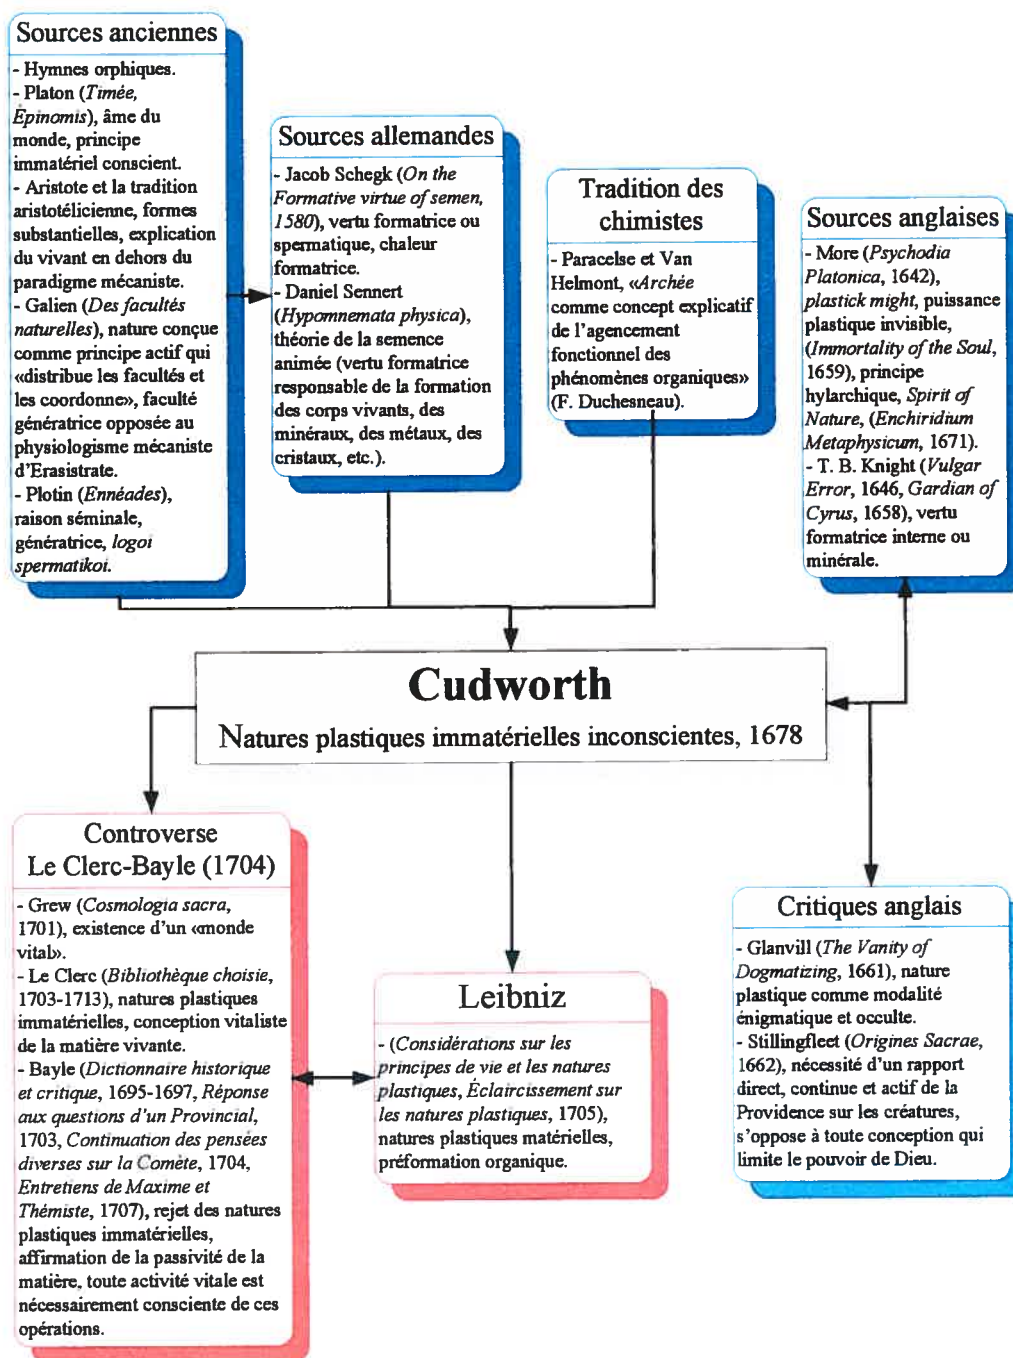 Sources anciennes
- Hymnes orphiques.
- Platon (Timée,
Épinomis), âme du
monde, principe
immatériel conscient.
- Aristote et la tradition
aristotélicienne, formes
substantielles, explication
du vivant en dehors du
paradigme mécaniste.
- Galien (Des facultés
naturelles), nature conçue
comme principe actif qui
«distribue les facultés et
les coordonne», faculté
génératrice opposée au
physiologisme mécaniste
d'Erasistrate.
- Plotin (Ennéades),
raison séminale,
génératrice, logoi
spermatikoi.
Sources allemandes
- Jacob Schegk (On the
Formative virtue of semen,
1580), vertu formatrice ou
spermatique, chaleur
formatrice.
- Daniel Sennert
(Hypomnemata physica),
théorie de la semence
animée (vertu formatrice
responsable de la formation
des corps vivants, des
minéraux, des métaux, des
cristaux, etc.).
Tradition des
chimistes
- Paracelse et Van
Helmont, «Archée
comme concept explicatif
de l'agencement
fonctionnel des
phénomènes organiques»
(F. Duchesneau).
Sources anglaises
- More (Psychodia
Platonica, 1642),
plastick might, puissance
plastique invisible,
(Immortality of the Soul,
1659), principe
hylarchique, Spirit of
Nature, (Enchiridium
Metaphysicum, 1671).
- T. B. Knight (Vulgar
Error, 1646, Gardian of
Cyrus, 1658), vertu
formatrice interne ou
minérale.
Cudworth
Natures plastiques immatérielles inconscientes, 1678
Controverse
Le Clerc-Bayle (1704)
- Grew (Cosmologia sacra,
1701), existence d'un «monde
vital».
- Le Clerc (Bibliothèque choisie,
1703-1713), natures plastiques
immatérielles, conception vitaliste
de la matière vivante.
- Bayle (Dictionnaire historique
et critique, 1695-1697, Réponse
aux questions d'un Provincial,
1703, Continuation des pensées
diverses sur la Comète, 1704,
Entretiens de Maxime et
Thémiste, 1707), rejet des natures
plastiques immatérielles,
affirmation de la passivité de la
matière, toute activité vitale est
nécessairement consciente de ces
opérations.
Leibniz
- (Considérations sur les
principes de vie et les natures
plastiques, Éclaircissement sur
les natures plastiques, 1705),
natures plastiques matérielles,
préformation organique.
Critiques anglais
- Glanvill (The Vanity of
Dogmatizing, 1661), nature
plastique comme modalité
énigmatique et occulte.
- Stillingfleet (Origines Sacrae,
1662), nécessité d'un rapport
direct, continue et actif de la
Providence sur les créatures,
s'oppose à toute conception qui
limite le pouvoir de Dieu.